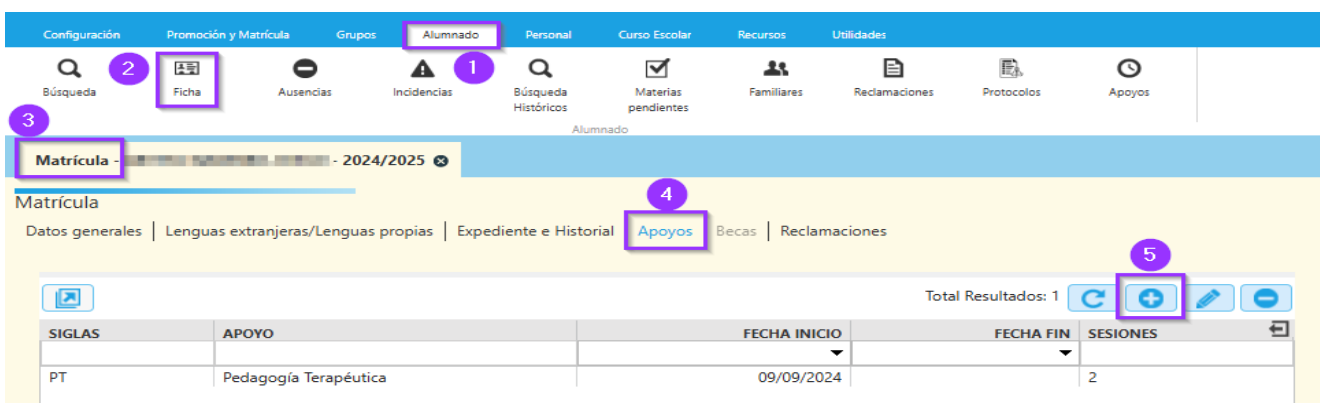 Configuración Promoción y Matrícula Grupos Alumnado Personal Curso Escolar Recursos Utilidades
1
2
Búsqueda Ficha Ausencias Incidencias Búsqueda Históricos Materias pendientes Familiares Reclamaciones Protocolos Apoyos
3
Alumnado
Matrícula - - 2024/2025
Matrícula
4
Datos generales | Lenguas extranjeras/Lenguas propias | Expediente e Historial Apoyos Becas | Reclamaciones
5
Total Resultados: 1
SIGLAS APOYO FECHA INICIO FECHA FIN SESIONES
PT Pedagogía Terapéutica 09/09/2024 2